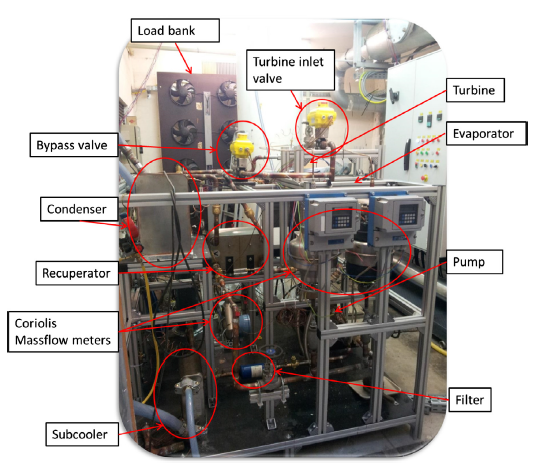 Load bank
Turbine inlet
valve
Turbine
Bypass valve
Evaporator
Condenser
Recuperator
Pump
Coriolis
Massflow meters
Filter
Subcooler